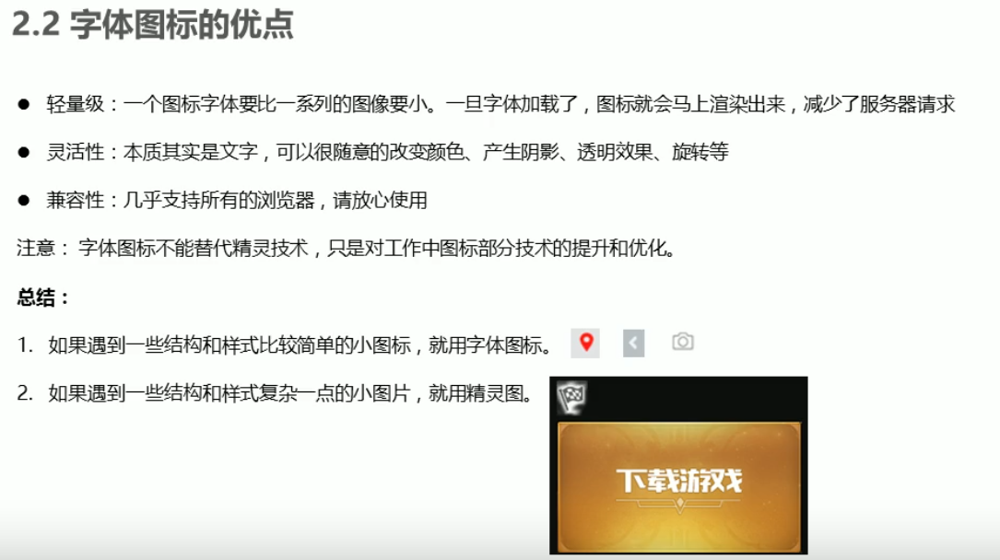 2.2 字体图标的优点
● 轻量级：一个图标字体要比一系列的图像要小。一旦字体加载了，图标就会马上渲染出来，减少了服务器请求
● 灵活性：本质其实是文字，可以很随意的改变颜色、产生阴影、透明效果、旋转等
● 兼容性：几乎支持所有的浏览器，请放心使用
注意： 字体图标不能替代精灵技术，只是对工作中图标部分技术的提升和优化。
总结：
1. 如果遇到一些结构和样式比较简单的小图标，就用字体图标。
2. 如果遇到一些结构和样式复杂一点的小图片，就用精灵图。
下载游戏